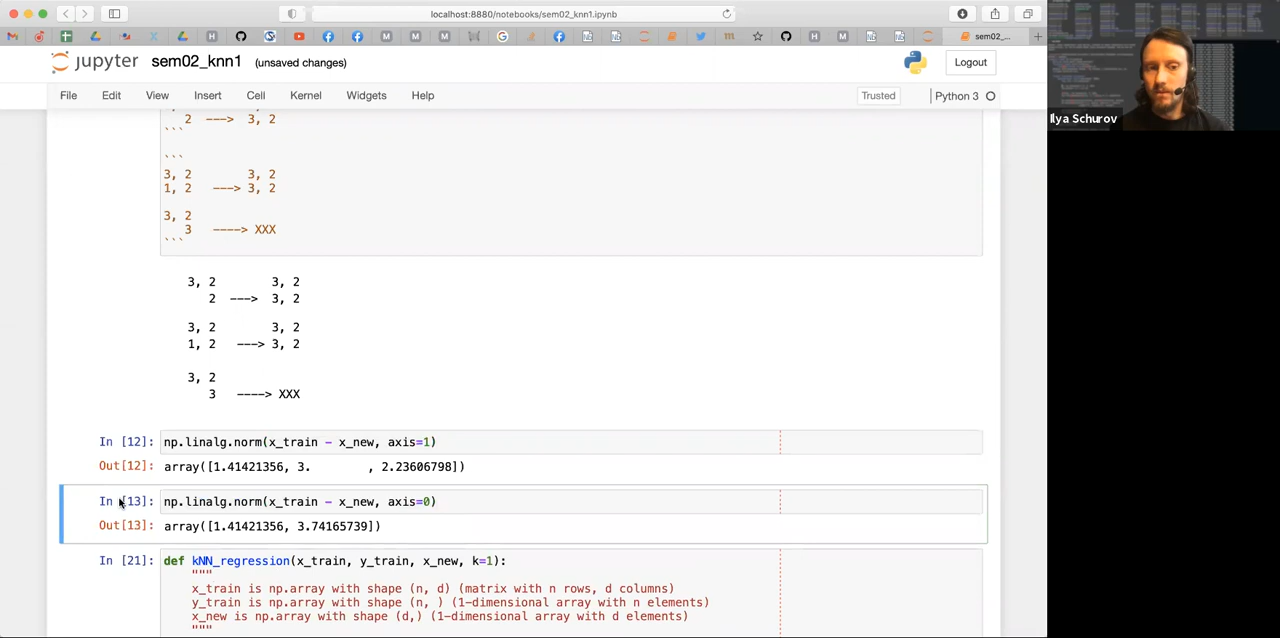 localhost:8880/notebooks/sem02_knn1.ipynb
sem02_...
jupyter sem02_knn1 (unsaved changes)
Logout
File Edit View Insert Cell Kernel Widgets Help
Trusted
Python 3
Ilya Schurov
2 ---> 3, 2
```
```
3, 2 3, 2
1, 2 ---> 3, 2
3, 2
3 ----> XXX
```
3, 2 3, 2
2 ---> 3, 2
3, 2 3, 2
1, 2 ---> 3, 2
3, 2
3 ----> XXX
In [12]: np.linalg.norm(x_train - x_new, axis=1)
Out[12]: array([1.41421356, 3. , 2.23606798])
In [13]: np.linalg.norm(x_train - x_new, axis=0)
Out[13]: array([1.41421356, 3.74165739])
In [21]: def kNN_regression(x_train, y_train, x_new, k=1):
"""
x_train is np.array with shape (n, d) (matrix with n rows, d columns)
y_train is np.array with shape (n, ) (1-dimensional array with n elements)
x_new is np.array with shape (d,) (1-dimensional array with d elements)
"""